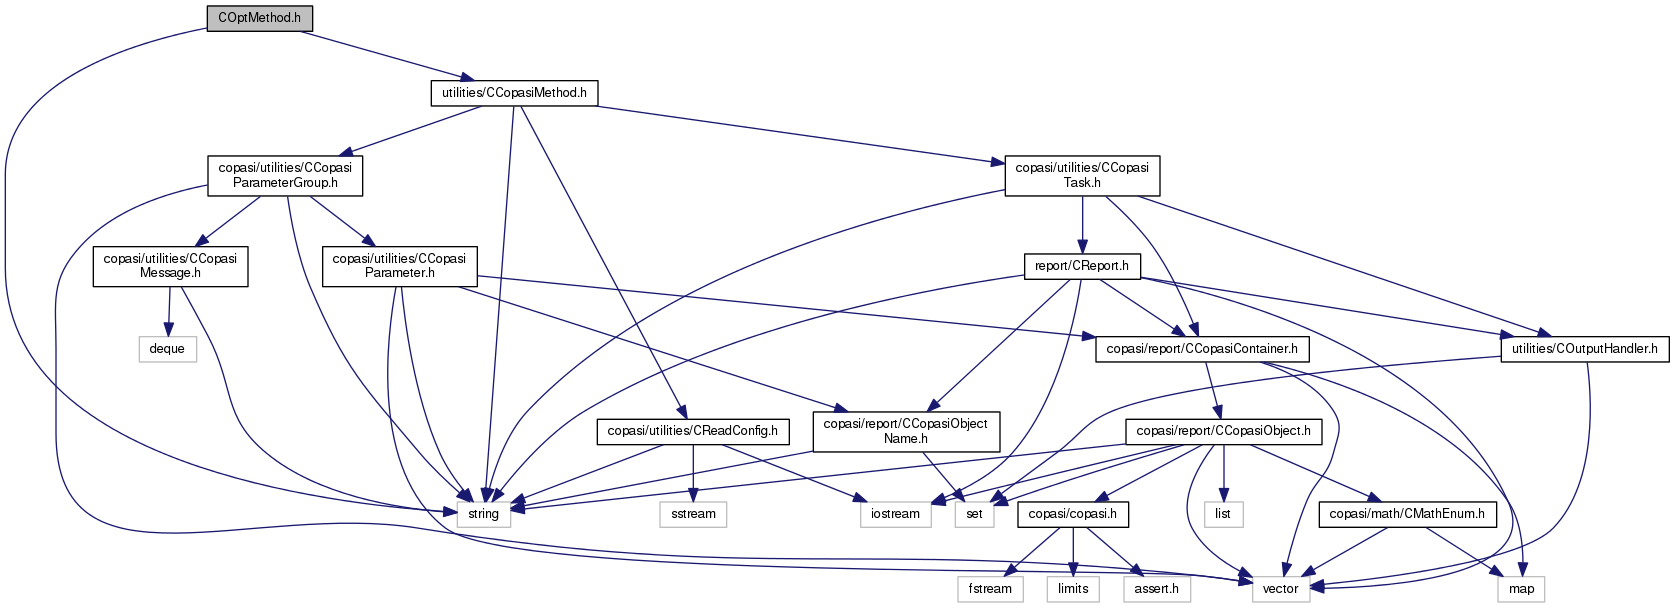 COptMethod.h
utilities/CCopasiMethod.h
copasi/utilities/CCopasi
ParameterGroup.h
copasi/utilities/CCopasi
Task.h
copasi/utilities/CCopasi
Message.h
copasi/utilities/CCopasi
Parameter.h
report/CReport.h
deque
copasi/report/CCopasiContainer.h
utilities/COutputHandler.h
copasi/utilities/CReadConfig.h
copasi/report/CCopasiObject
Name.h
copasi/report/CCopasiObject.h
string
sstream
iostream
set
copasi/copasi.h
list
copasi/math/CMathEnum.h
fstream
limits
assert.h
vector
map